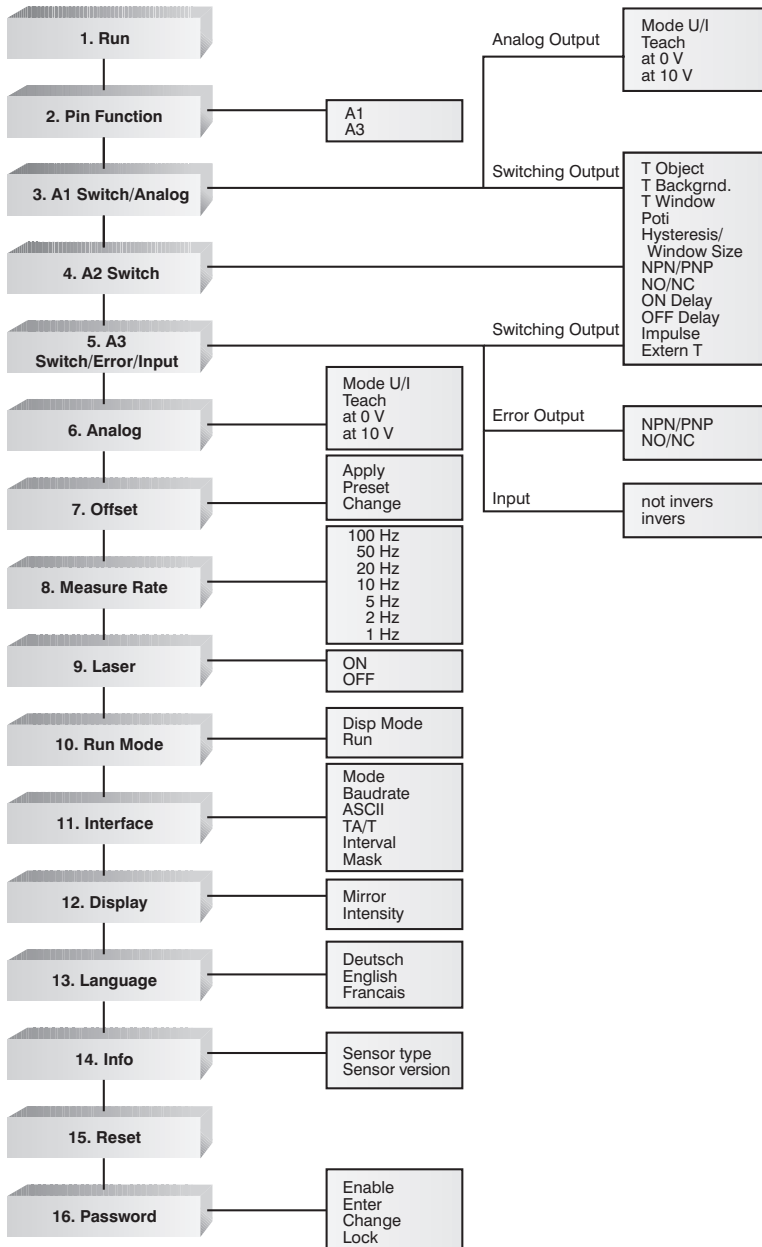 1. Run
2. Pin Function
A1
A3
3. A1 Switch/Analog
Analog Output
Mode U/I
Teach
at 0 V
at 10 V
Switching Output
T Object
T Backgrnd.
T Window
Poti
Hysteresis/
Window Size
NPN/PNP
NO/NC
ON Delay
OFF Delay
Impulse
Extern T
4. A2 Switch
5. A3
Switch/Error/Input
Switching Output
Error Output
NPN/PNP
NO/NC
Input
not invers
invers
6. Analog
Mode U/I
Teach
at 0 V
at 10 V
7. Offset
Apply
Preset
Change
8. Measure Rate
100 Hz
50 Hz
20 Hz
10 Hz
5 Hz
2 Hz
1 Hz
9. Laser
ON
OFF
10. Run Mode
Disp Mode
Run
11. Interface
Mode
Baudrate
ASCII
TA/T
Interval
Mask
12. Display
Mirror
Intensity
13. Language
Deutsch
English
Francais
14. Info
Sensor type
Sensor version
15. Reset
16. Password
Enable
Enter
Change
Lock